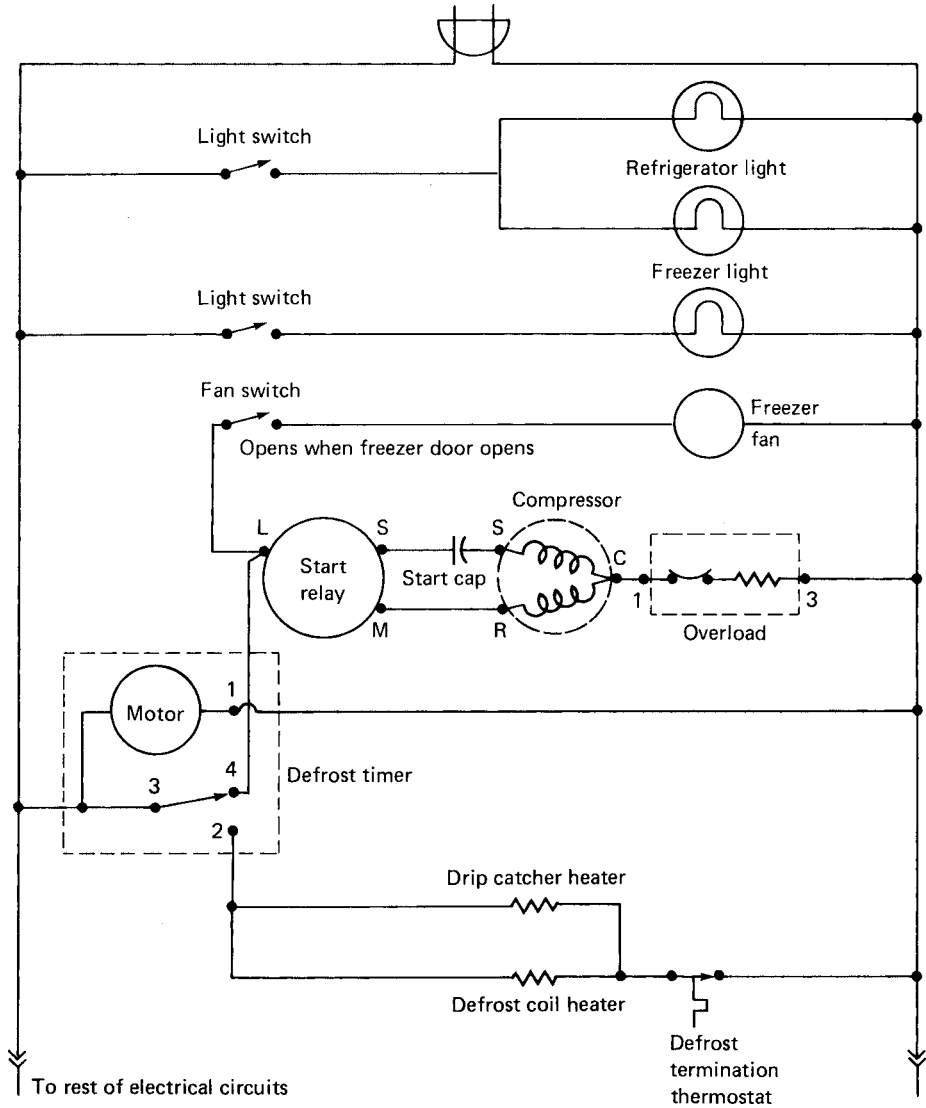 Light switch
Refrigerator light
Freezer light
Light switch
Fan switch
Freezer
fan
Opens when freezer door opens
Compressor
L
S
S
C
Start
relay
Start cap
1
3
M
R
Overload
1
Motor
4
3
Defrost timer
2
Drip catcher heater
Defrost coil heater
Defrost
termination
thermostat
To rest of electrical circuits